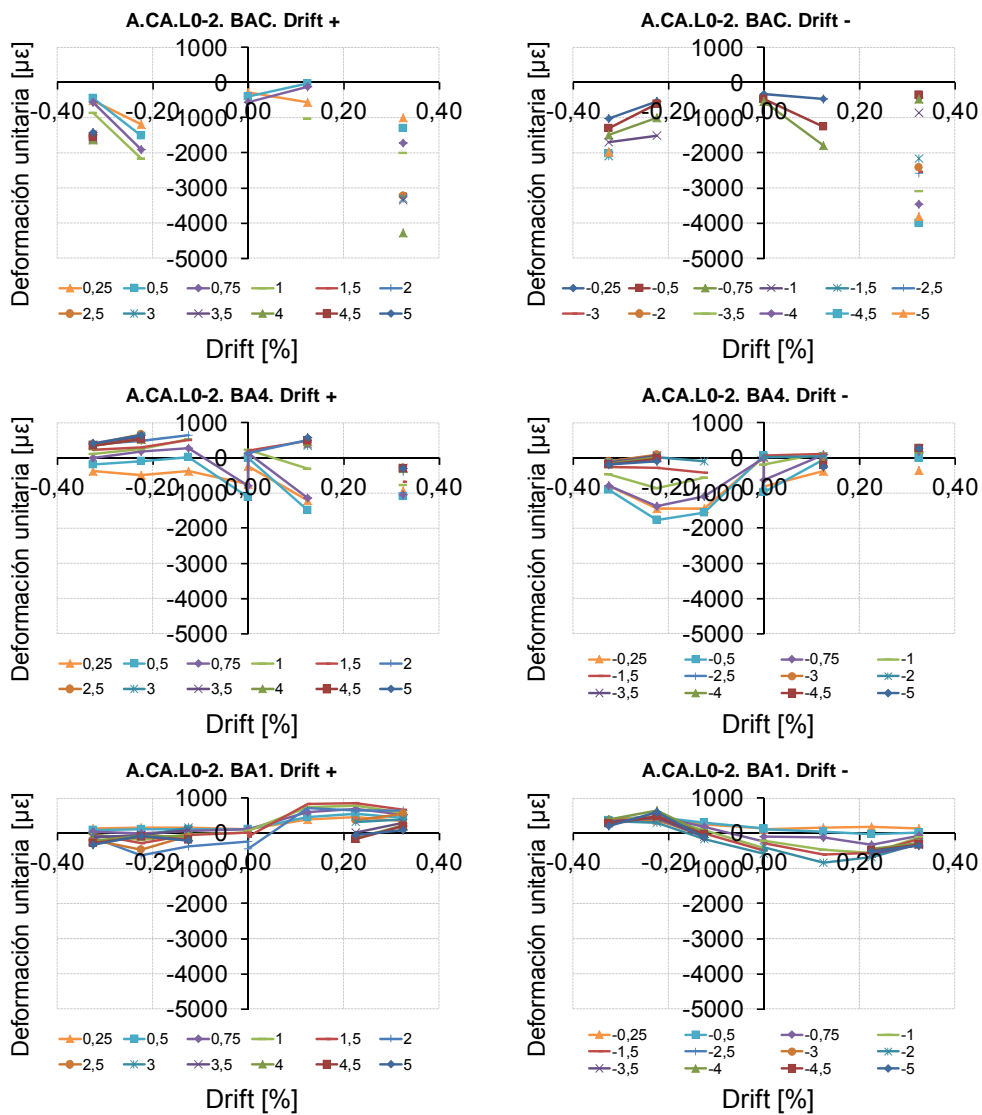 A.CA.L0-2. BAC. Drift +
Deformación unitaria [µε]
1000
0
-1000
-2000
-3000
-4000
-5000
-0,40 -0,20 0,00 0,20 0,40
0,25 0,5 0,75 1 1,5 2
2,5 3 3,5 4 4,5 5
Drift [%]
A.CA.L0-2. BAC. Drift -
Deformación unitaria [µε]
1000
0
-1000
-2000
-3000
-4000
-5000
-0,40 -0,20 0,00 0,20 0,40
-0,25 -0,5 -0,75 -1 -1,5 -2,5
-3 -2 -3,5 -4 -4,5 -5
Drift [%]
A.CA.L0-2. BA4. Drift +
Deformación unitaria [µε]
1000
0
-1000
-2000
-3000
-4000
-5000
-0,40 -0,20 0,00 0,20 0,40
0,25 0,5 0,75 1 1,5 2
2,5 3 3,5 4 4,5 5
Drift [%]
A.CA.L0-2. BA4. Drift -
Deformación unitaria [µε]
1000
0
-1000
-2000
-3000
-4000
-5000
-0,40 -0,20 0,00 0,20 0,40
-0,25 -0,5 -0,75 -1
-1,5 -2,5 -3 -2
-3,5 -4 -4,5 -5
Drift [%]
A.CA.L0-2. BA1. Drift +
Deformación unitaria [µε]
1000
0
-1000
-2000
-3000
-4000
-5000
-0,40 -0,20 0,00 0,20 0,40
0,25 0,5 0,75 1 1,5 2
2,5 3 3,5 4 4,5 5
Drift [%]
A.CA.L0-2. BA1. Drift -
Deformación unitaria [µε]
1000
0
-1000
-2000
-3000
-4000
-5000
-0,40 -0,20 0,00 0,20 0,40
-0,25 -0,5 -0,75 -1
-1,5 -2,5 -3 -2
-3,5 -4 -4,5 -5
Drift [%]